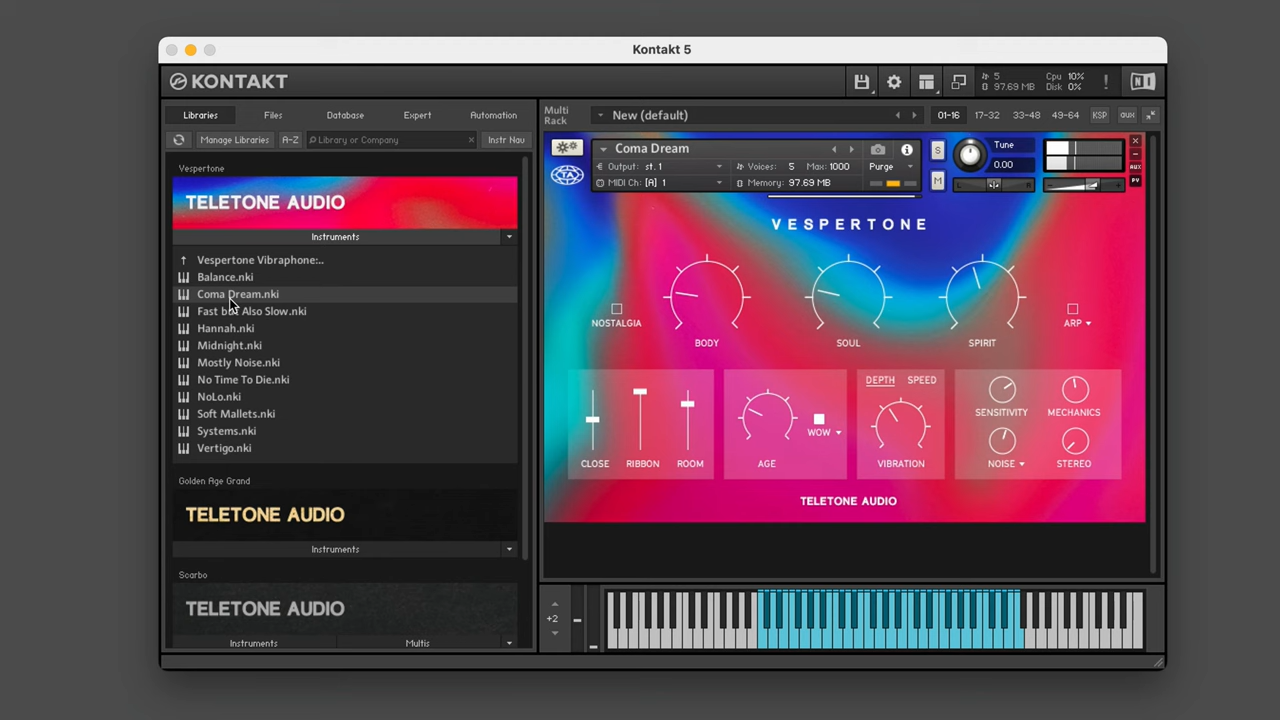 Kontakt 5
KONTAKT
5
97.69 MB
Cpu 10%
Disk 0%
!
NI
Libraries
Files
Database
Expert
Automation
Manage Libraries
A-Z
Library or Company
×
Instr Nav
Multi
Rack
New (default)
01-16
17-32
33-48
49-64
KSP
AUX
Vespertone
TELETONE AUDIO
Instruments
Vespertone Vibraphone:..
Balance.nki
Coma Dream.nki
Fast but Also Slow.nki
Hannah.nki
Midnight.nki
Mostly Noise.nki
No Time To Die.nki
NoLo.nki
Soft Mallets.nki
Systems.nki
Vertigo.nki
Golden Age Grand
TELETONE AUDIO
Instruments
Scarbo
TELETONE AUDIO
Instruments
Multis
TA
Coma Dream
Output: st. 1
Voices: 5 Max: 1000
Purge
MIDI Ch: [A] 1
Memory: 97.69 MB
S
M
Tune
0.00
L
R
AUX
PV
VESPERTONE
NOSTALGIA
BODY
SOUL
SPIRIT
ARP
CLOSE
RIBBON
ROOM
AGE
WOW
DEPTH
SPEED
VIBRATION
SENSITIVITY
MECHANICS
NOISE
STEREO
TELETONE AUDIO
+2